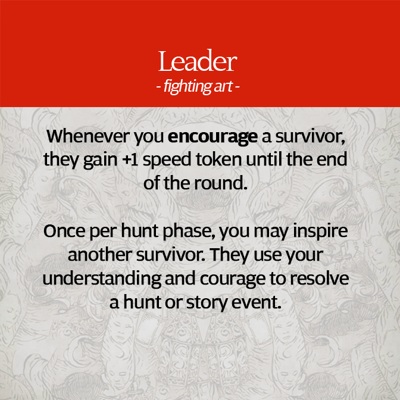 Leader
- fighting art -
Whenever you encourage a survivor,
they gain +1 speed token until the end
of the round.
Once per hunt phase, you may inspire
another survivor. They use your
understanding and courage to resolve
a hunt or story event.